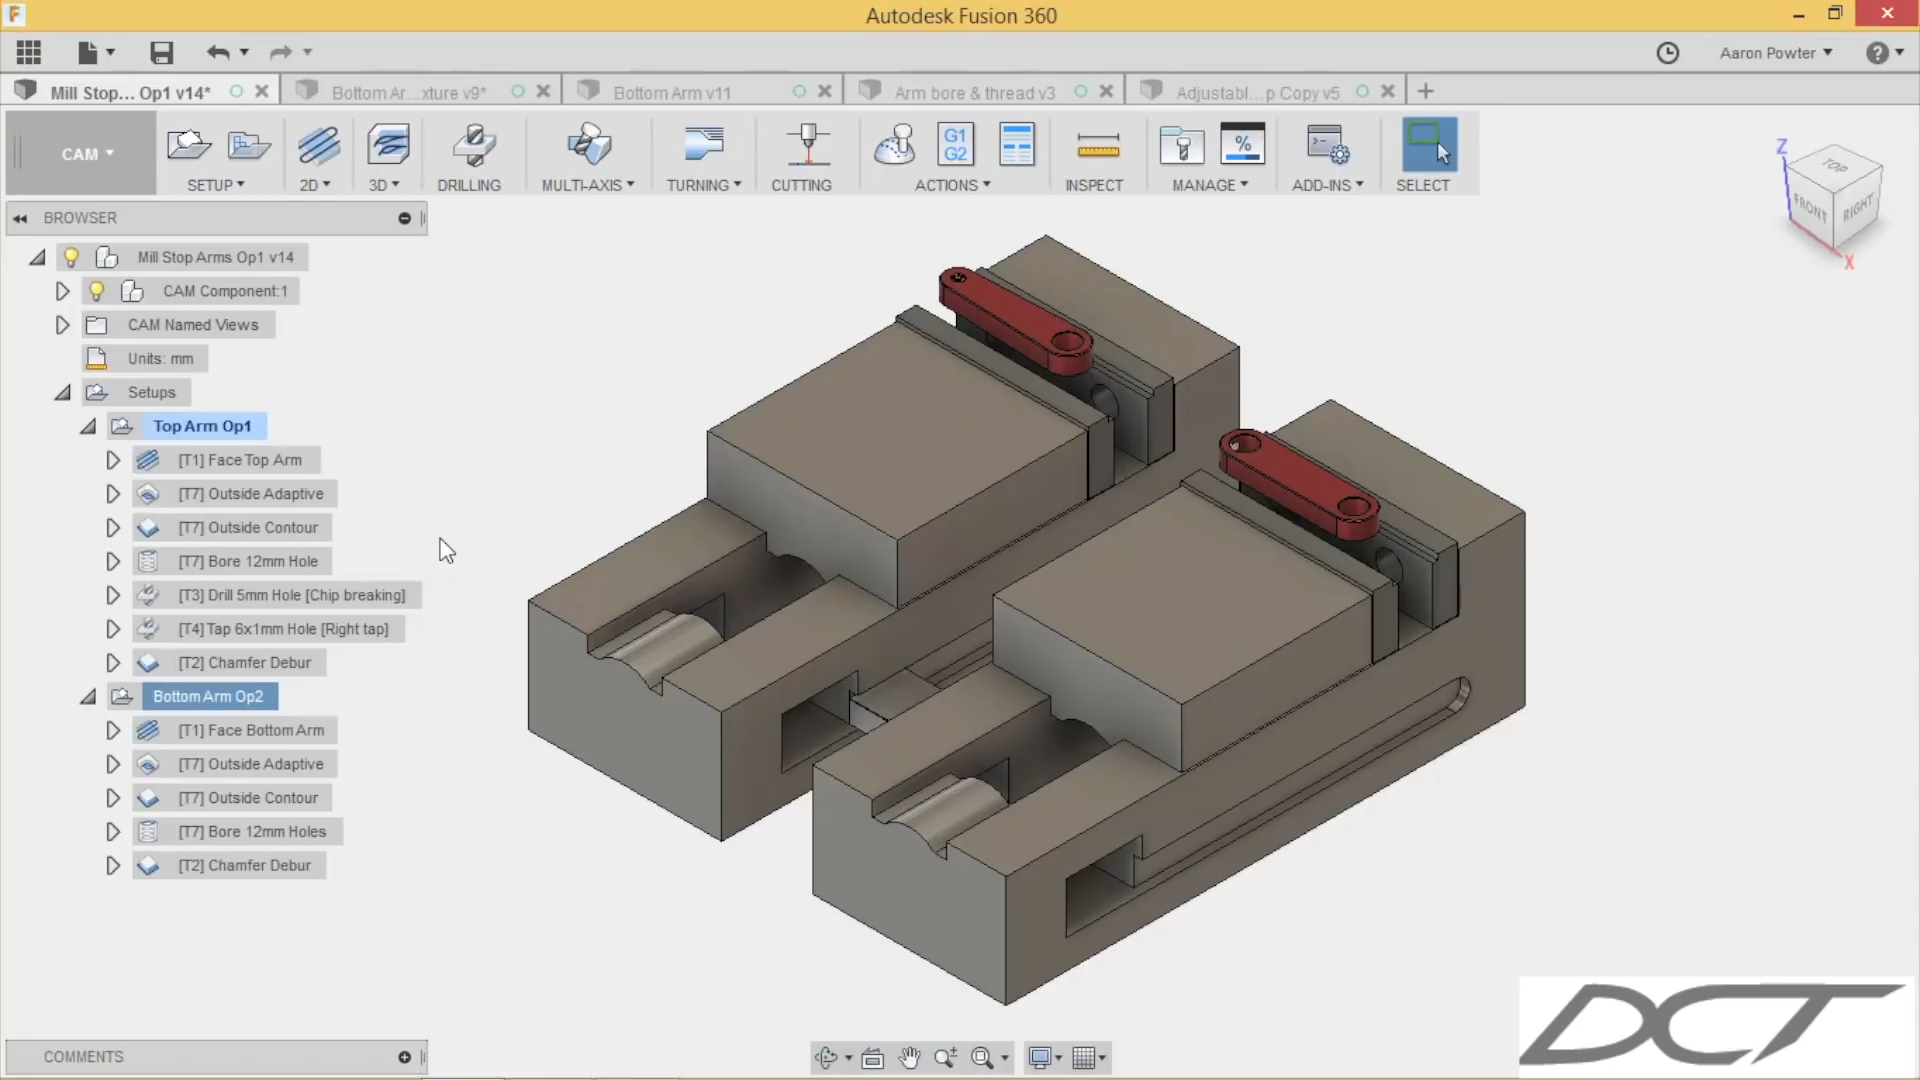 Autodesk Fusion 360
Aaron Powter
Mill Stop... Op1 v14*
Bottom Ar...xture v9*
Bottom Arm v11
Arm bore & thread v3
Adjustabl...p Copy v5
CAM
SETUP
2D
3D
DRILLING
MULTI-AXIS
TURNING
CUTTING
G1
G2
ACTIONS
INSPECT
%
MANAGE
ADD-INS
SELECT
Z
TOP
FRONT
RIGHT
X
BROWSER
Mill Stop Arms Op1 v14
CAM Component:1
CAM Named Views
Units: mm
Setups
Top Arm Op1
[T1] Face Top Arm
[T7] Outside Adaptive
[T7] Outside Contour
[T7] Bore 12mm Hole
[T3] Drill 5mm Hole [Chip breaking]
[T4] Tap 6x1mm Hole [Right tap]
[T2] Chamfer Debur
Bottom Arm Op2
[T1] Face Bottom Arm
[T7] Outside Adaptive
[T7] Outside Contour
[T7] Bore 12mm Holes
[T2] Chamfer Debur
COMMENTS
DCT